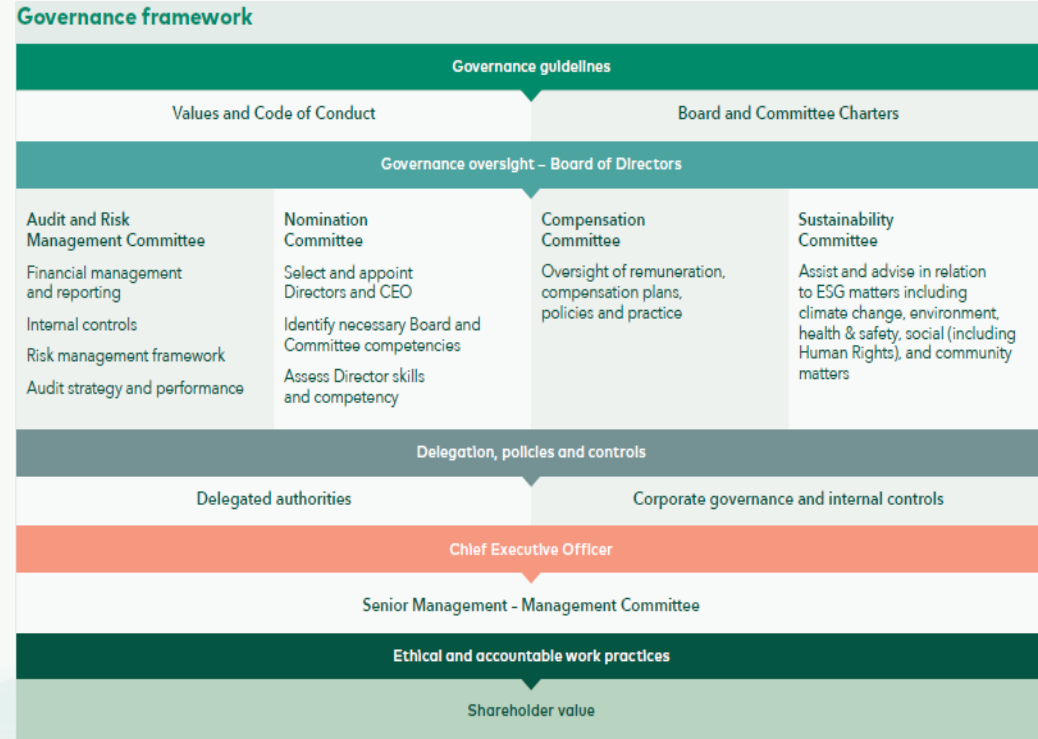 Governance framework
Governance guidelines
Values and Code of Conduct
Board and Committee Charters
Governance oversight – Board of Directors
Audit and Risk
Management Committee
Financial management
and reporting
Internal controls
Risk management framework
Audit strategy and performance
Nomination
Committee
Select and appoint
Directors and CEO
Identify necessary Board and
Committee competencies
Assess Director skills
and competency
Compensation
Committee
Oversight of remuneration,
compensation plans,
policies and practice
Sustainability
Committee
Assist and advise in relation
to ESG matters including
climate change, environment,
health & safety, social (including
Human Rights), and community
matters
Delegation, policies and controls
Delegated authorities
Corporate governance and internal controls
Chief Executive Officer
Senior Management - Management Committee
Ethical and accountable work practices
Shareholder value